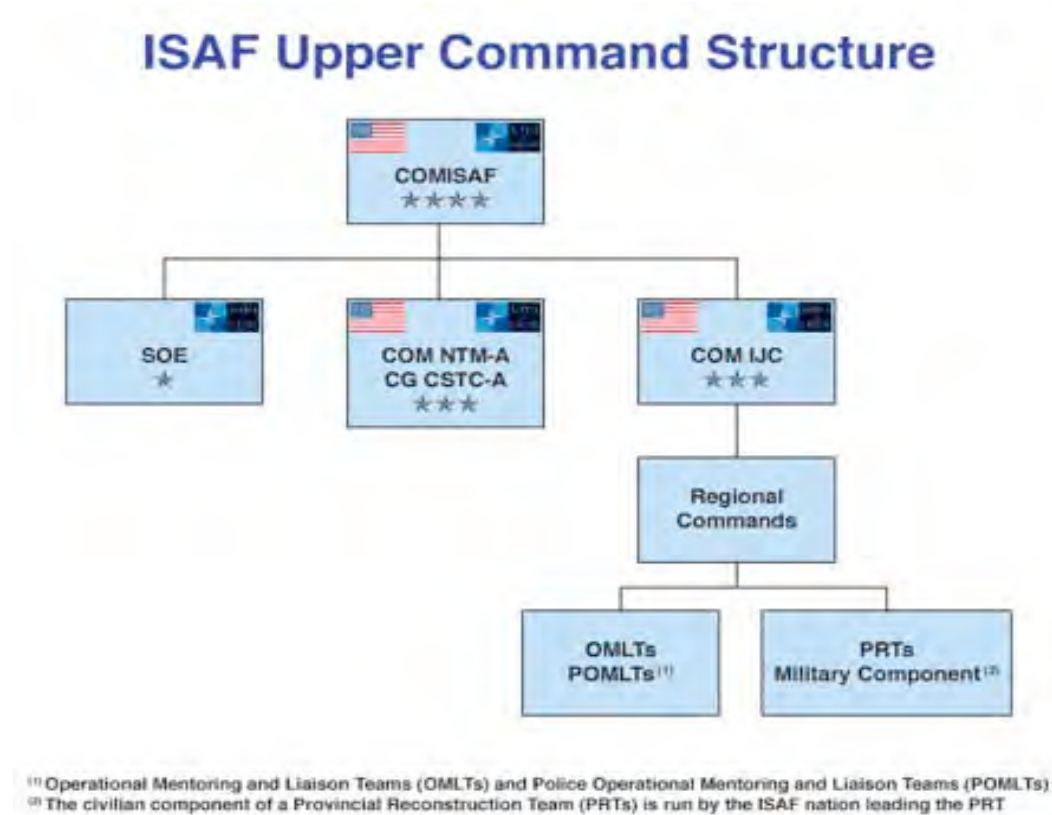 ISAF Upper Command Structure
COMISAF
SOE
COM NTM-A
CG CSTC-A
COM IJC
Regional
Commands
OMLTs
POMLTs (1)
PRTs
Military Component (2)
(1) Operational Mentoring and Liaison Teams (OMLTs) and Police Operational Mentoring and Liaison Teams (POMLTs)
(2) The civilian component of a Provincial Reconstruction Team (PRTs) is run by the ISAF nation leading the PRT